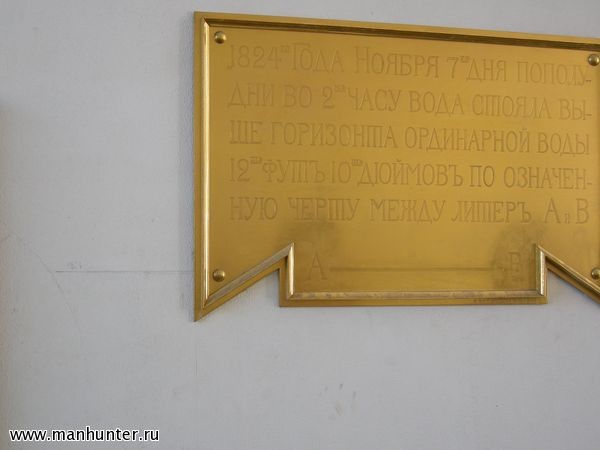 1824го Года Ноября 7го дня пополу-
дни во 2ом часу вода стояла вы-
ше горизонта ординарной воды
12ть футъ 10ть дюймовъ по означен-
ную черту между литеръ А и В
А В
www.manhunter.ru